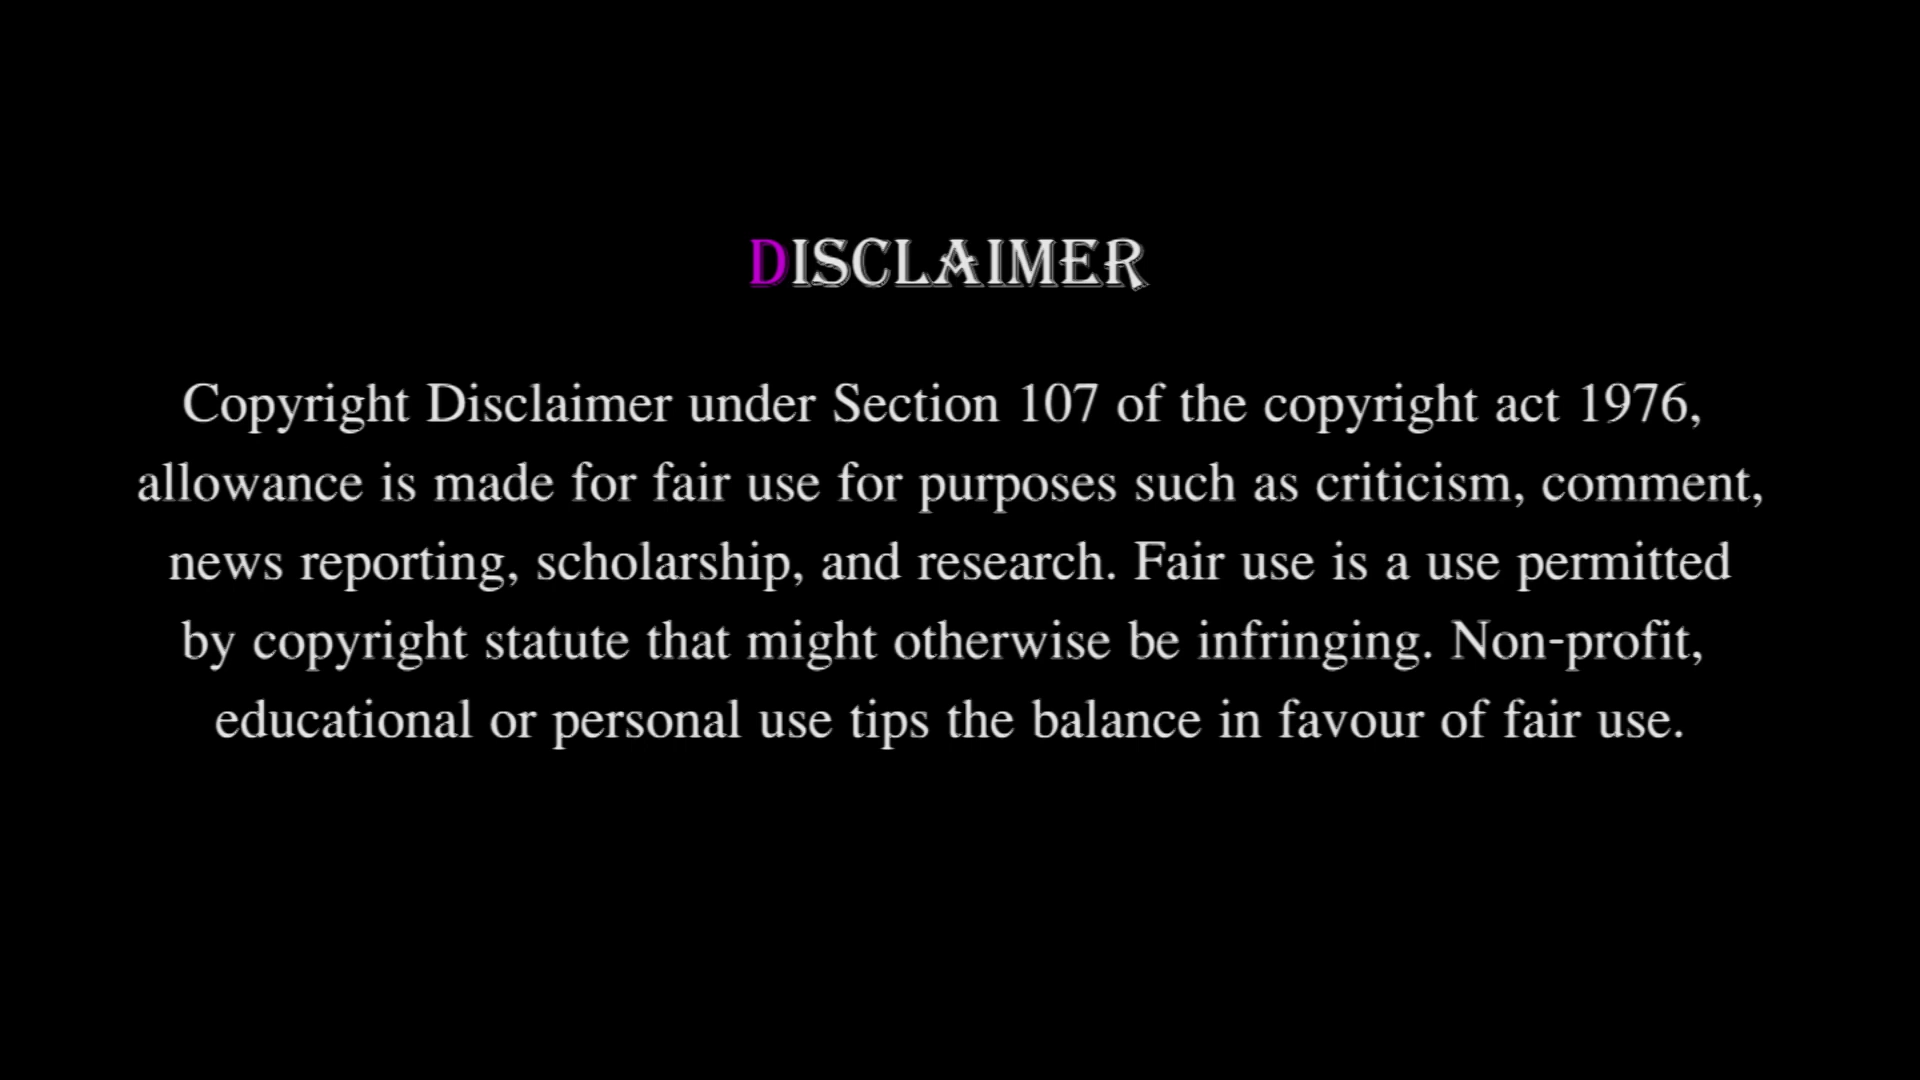 DISCLAIMER
Copyright Disclaimer under Section 107 of the copyright act 1976,
allowance is made for fair use for purposes such as criticism, comment,
news reporting, scholarship, and research. Fair use is a use permitted
by copyright statute that might otherwise be infringing. Non-profit,
educational or personal use tips the balance in favour of fair use.